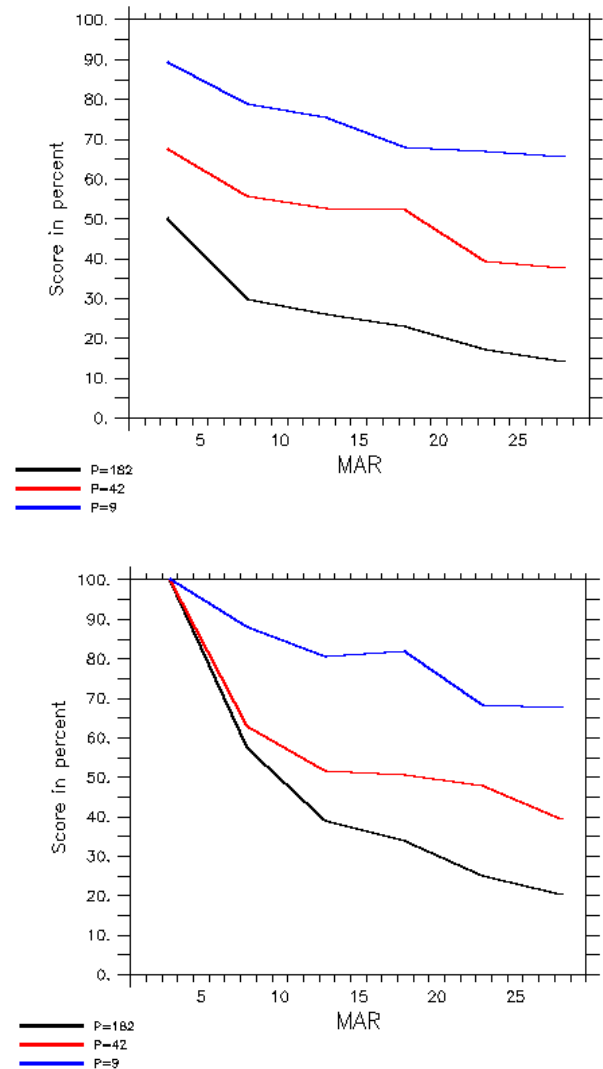 100.
90.
80.
70.
60.
50.
40.
30.
20.
10.
0.
Score in percent
5 10 15 20 25
MAR
P=182
P=42
P=9
100.
90.
80.
70.
60.
50.
40.
30.
20.
10.
0.
Score in percent
5 10 15 20 25
MAR
P=182
P=42
P=9